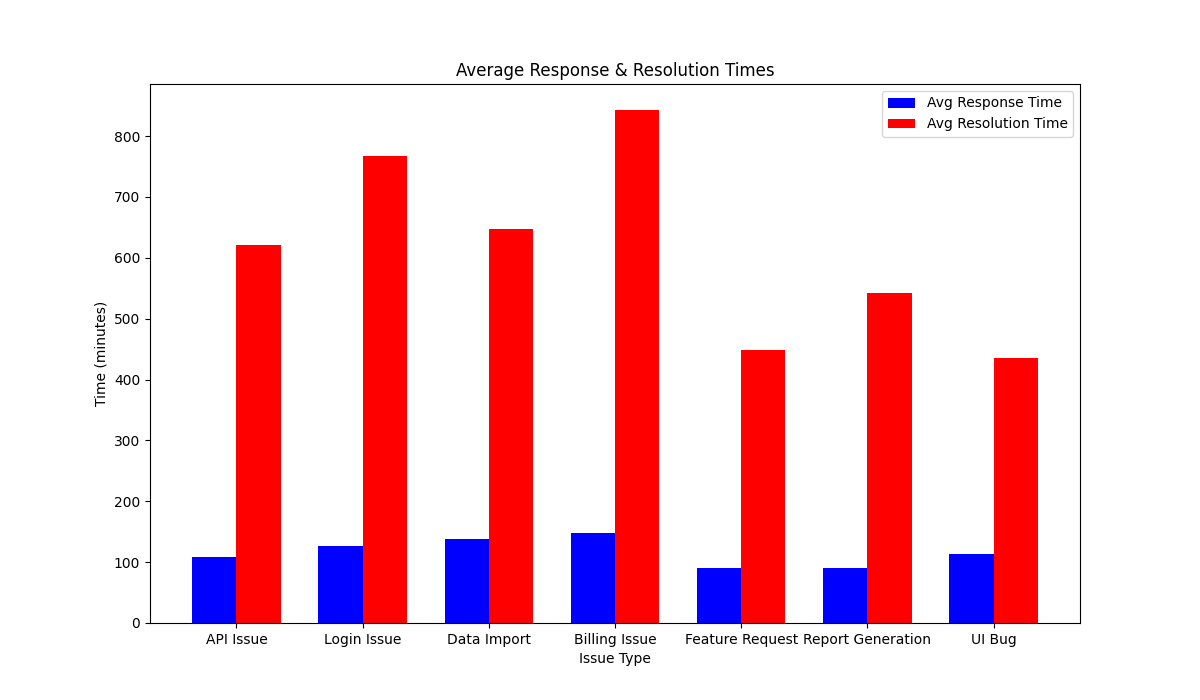 Average Response & Resolution Times
Avg Response Time
Avg Resolution Time
Time (minutes)
800
700
600
500
400
300
200
100
0
API Issue Login Issue Data Import Billing Issue Feature Request Report Generation UI Bug
Issue Type